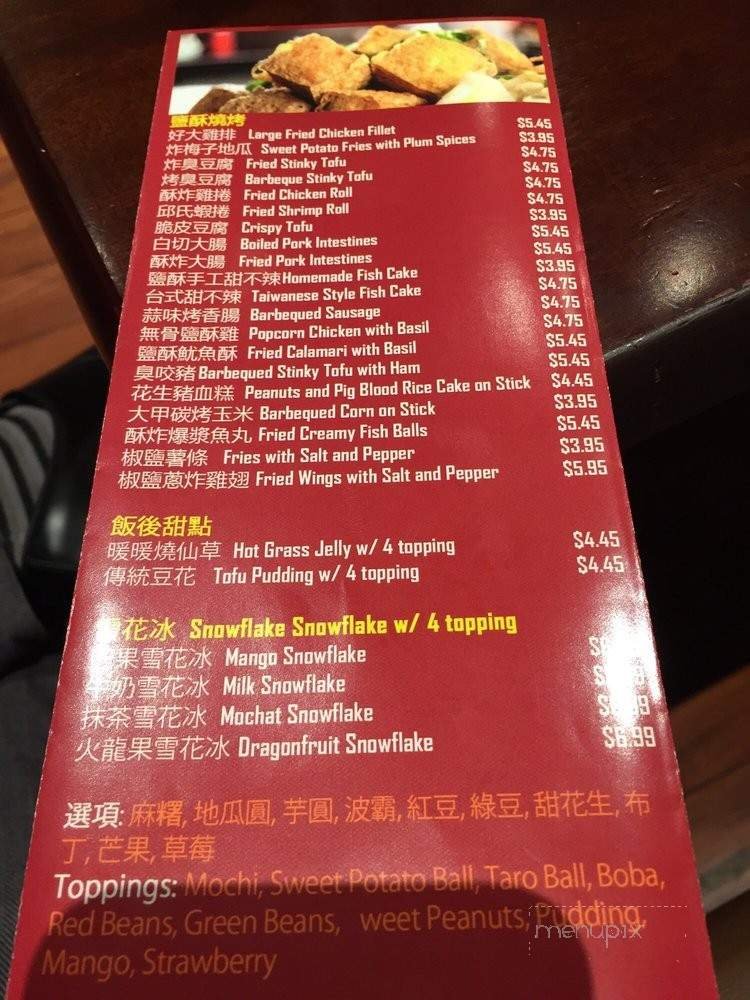 鹽酥燒烤
好大雞排 Large Fried Chicken Fillet $5.45
炸梅子地瓜 Sweet Potato Fries with Plum Spices $3.95
炸臭豆腐 Fried Stinky Tofu $4.75
烤臭豆腐 Barbeque Stinky Tofu $4.75
酥炸雞捲 Fried Chicken Roll $4.75
邱氏蝦捲 Fried Shrimp Roll $4.75
脆皮豆腐 Crispy Tofu $3.95
白切大腸 Boiled Pork Intestines $5.45
酥炸大腸 Fried Pork Intestines $5.45
鹽酥手工甜不辣 Homemade Fish Cake $3.95
台式甜不辣 Taiwanese Style Fish Cake $4.75
蒜味烤香腸 Barbequed Sausage $4.75
無骨鹽酥雞 Popcorn Chicken with Basil $4.75
鹽酥魷魚酥 Fried Calamari with Basil $5.45
臭咬豬 Barbequed Stinky Tofu with Ham $5.45
花生豬血糕 Peanuts and Pig Blood Rice Cake on Stick $4.45
大甲碳烤玉米 Barbequed Corn on Stick $3.95
酥炸爆漿魚丸 Fried Creamy Fish Balls $5.45
椒鹽薯條 Fries with Salt and Pepper $3.95
椒鹽蔥炸雞翅 Fried Wings with Salt and Pepper $5.95
飯後甜點
暖暖燒仙草 Hot Grass Jelly w/ 4 topping $4.45
傳統豆花 Tofu Pudding w/ 4 topping $4.45
花冰 Snowflake Snowflake w/ 4 topping
果雪花冰 Mango Snowflake
牛奶雪花冰 Milk Snowflake
抹茶雪花冰 Mochat Snowflake
火龍果雪花冰 Dragonfruit Snowflake $6.99
選項: 麻糬, 地瓜圓, 芋圓, 波霸, 紅豆, 綠豆, 甜花生, 布
丁, 芒果, 草莓
Toppings: Mochi, Sweet Potato Ball, Taro Ball, Boba,
Red Beans, Green Beans, weet Peanuts, Pudding,
Mango, Strawberry
menupix